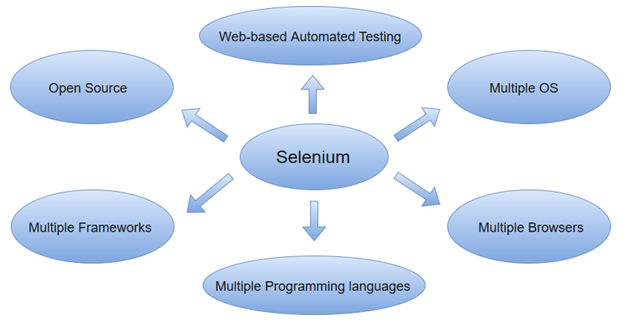 Web-based Automated Testing
Open Source
Multiple OS
Selenium
Multiple Frameworks
Multiple Browsers
Multiple Programming languages